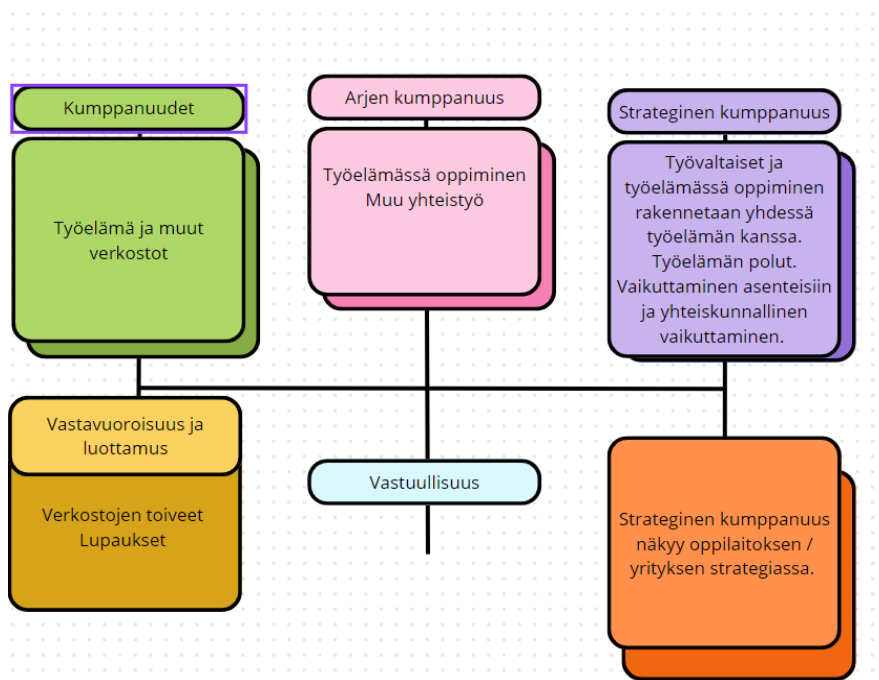 Kumppanuudet
Työelämä ja muut
verkostot
Arjen kumppanuus
Työelämässä oppiminen
Muu yhteistyö
Strateginen kumppanuus
Työvaltaiset ja
työelämässä oppiminen
rakennetaan yhdessä
työelämän kanssa.
Työelämän polut.
Vaikuttaminen asenteisiin
ja yhteiskunnallinen
vaikuttaminen.
Vastavuoroisuus ja
luottamus
Verkostojen toiveet
Lupaukset
Vastuullisuus
Strateginen kumppanuus
näkyy oppilaitoksen /
yrityksen strategiassa.